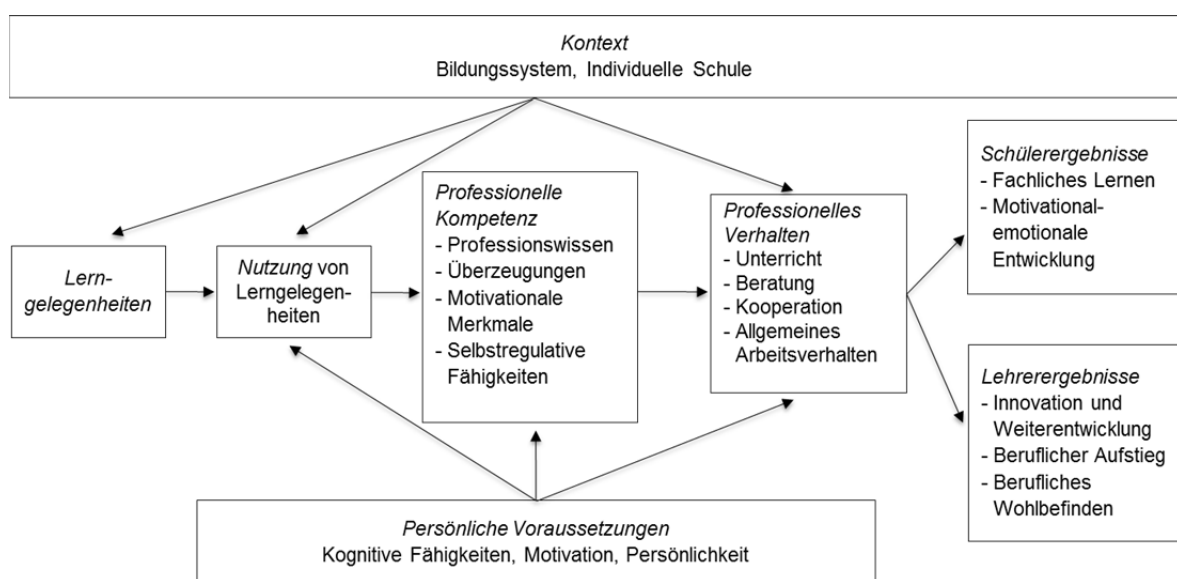 Kontext
Bildungssystem, Individuelle Schule
Lern-
gelegenheiten
Nutzung von
Lerngelegen-
heiten
Professionelle
Kompetenz
- Professionswissen
- Überzeugungen
- Motivationale
Merkmale
- Selbstregulative
Fähigkeiten
Professionelles
Verhalten
- Unterricht
- Beratung
- Kooperation
- Allgemeines
Arbeitsverhalten
Schülerergebnisse
- Fachliches Lernen
- Motivational-
emotionale
Entwicklung
Lehrerergebnisse
- Innovation und
Weiterentwicklung
- Beruflicher Aufstieg
- Berufliches
Wohlbefinden
Persönliche Voraussetzungen
Kognitive Fähigkeiten, Motivation, Persönlichkeit